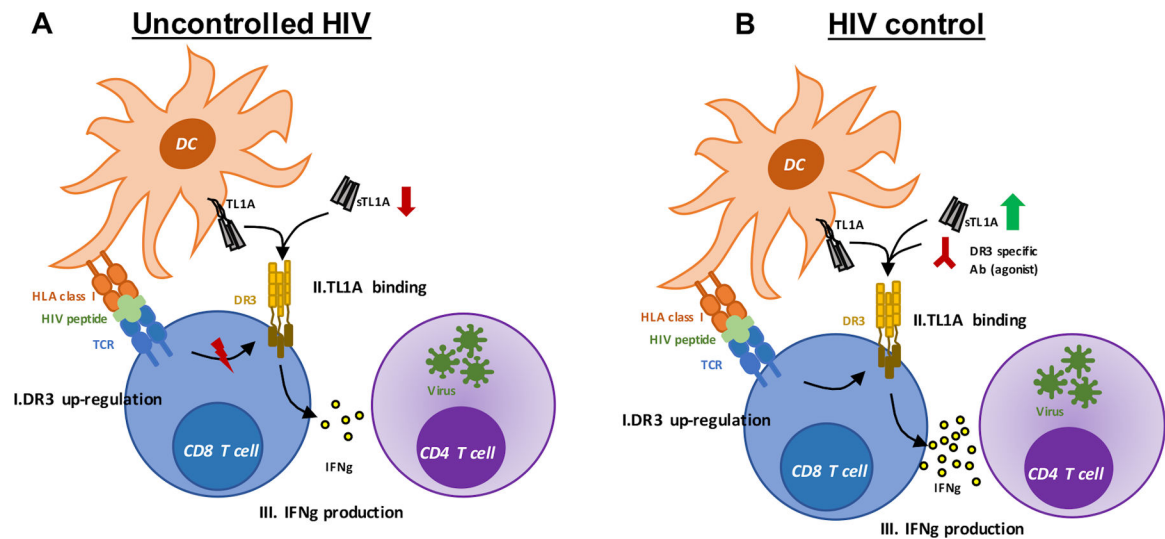 A
Uncontrolled HIV
DC
TL1A
sTL1A
HLA class I
HIV peptide
TCR
DR3
II.TL1A binding
I.DR3 up-regulation
CD8 T cell
IFNg
Virus
CD4 T cell
III. IFNg production
B
HIV control
DC
TL1A
sTL1A
DR3 specific
Ab (agonist)
HLA class I
HIV peptide
TCR
DR3
II.TL1A binding
I.DR3 up-regulation
CD8 T cell
IFNg
Virus
CD4 T cell
III. IFNg production